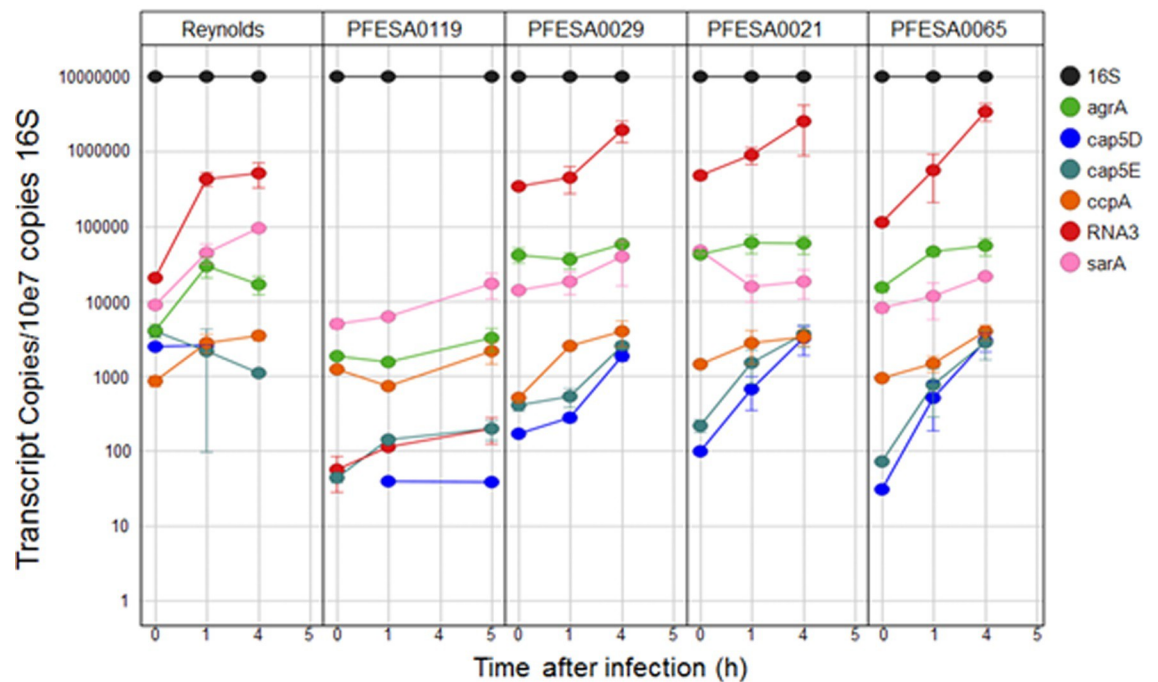 Reynolds PFESA0119 PFESA0029 PFESA0021 PFESA0065
Transcript Copies/10e7 copies 16S
10000000
1000000
100000
10000
1000
100
10
1
16S
agrA
cap5D
cap5E
ccpA
RNA3
sarA
0 1 4 5 0 1 4 5 0 1 4 5 0 1 4 5 0 1 4 5
Time after infection (h)